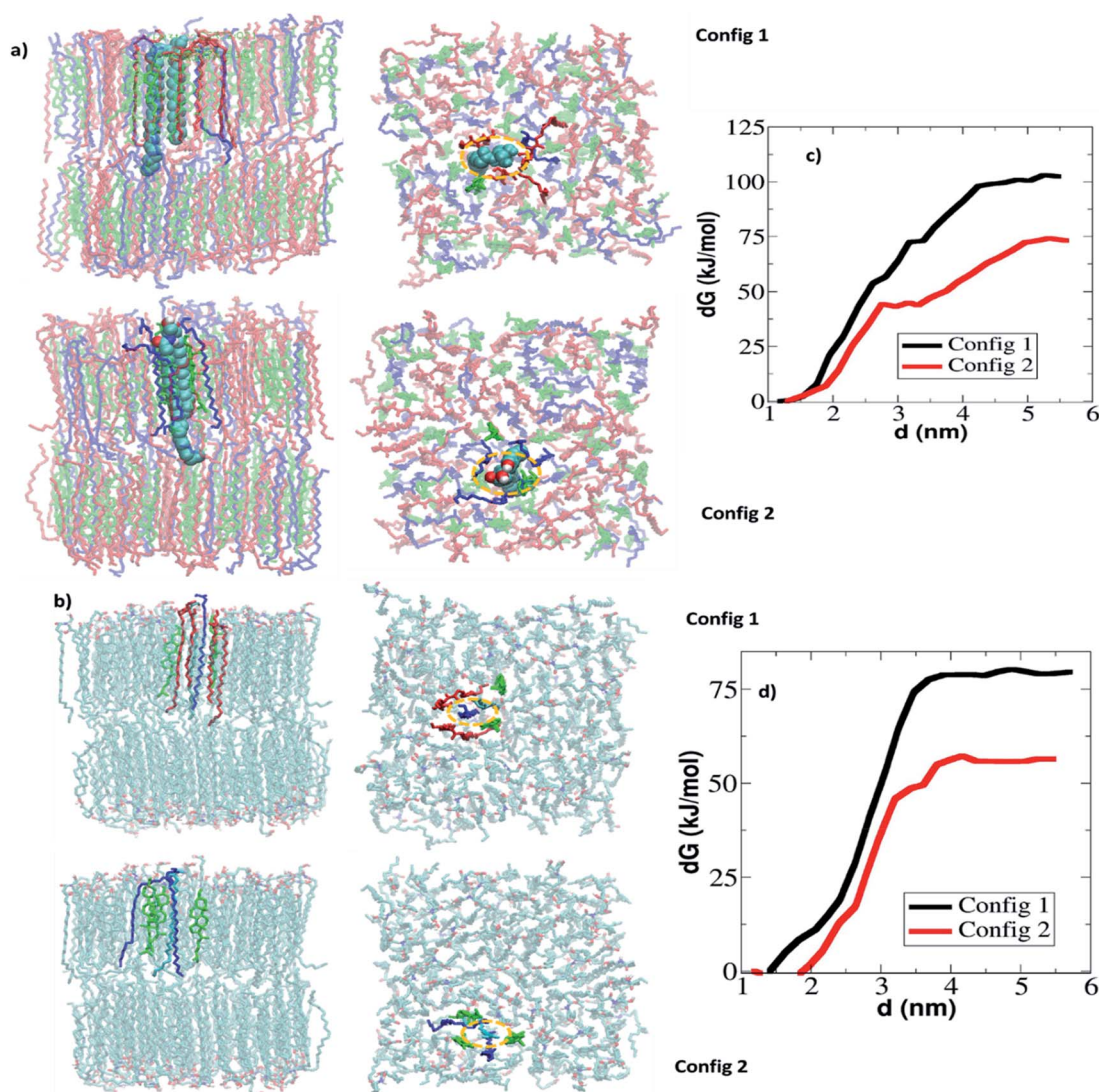 a)
Config 1
c)
125
100
75
50
25
0
dG (kJ/mol)
Config 1
Config 2
1 2 3 4 5 6
d (nm)
Config 2
b)
Config 1
d)
75
50
25
0
dG (kJ/mol)
Config 1
Config 2
1 2 3 4 5 6
d (nm)
Config 2